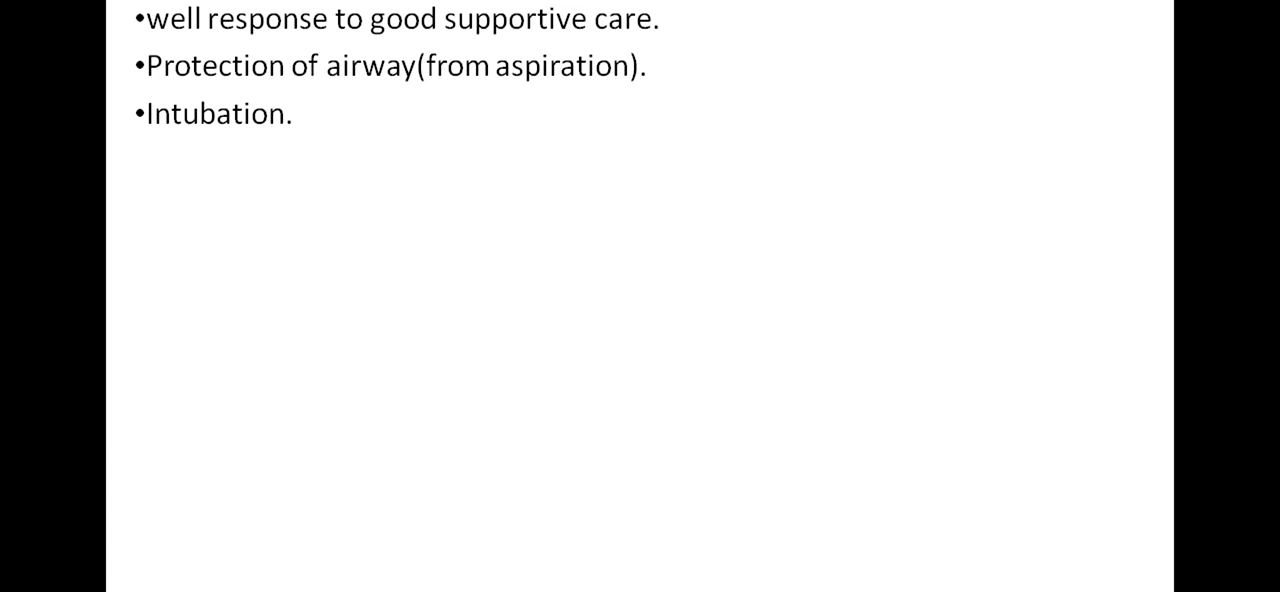 •well response to good supportive care.
•Protection of airway(from aspiration).
•Intubation.